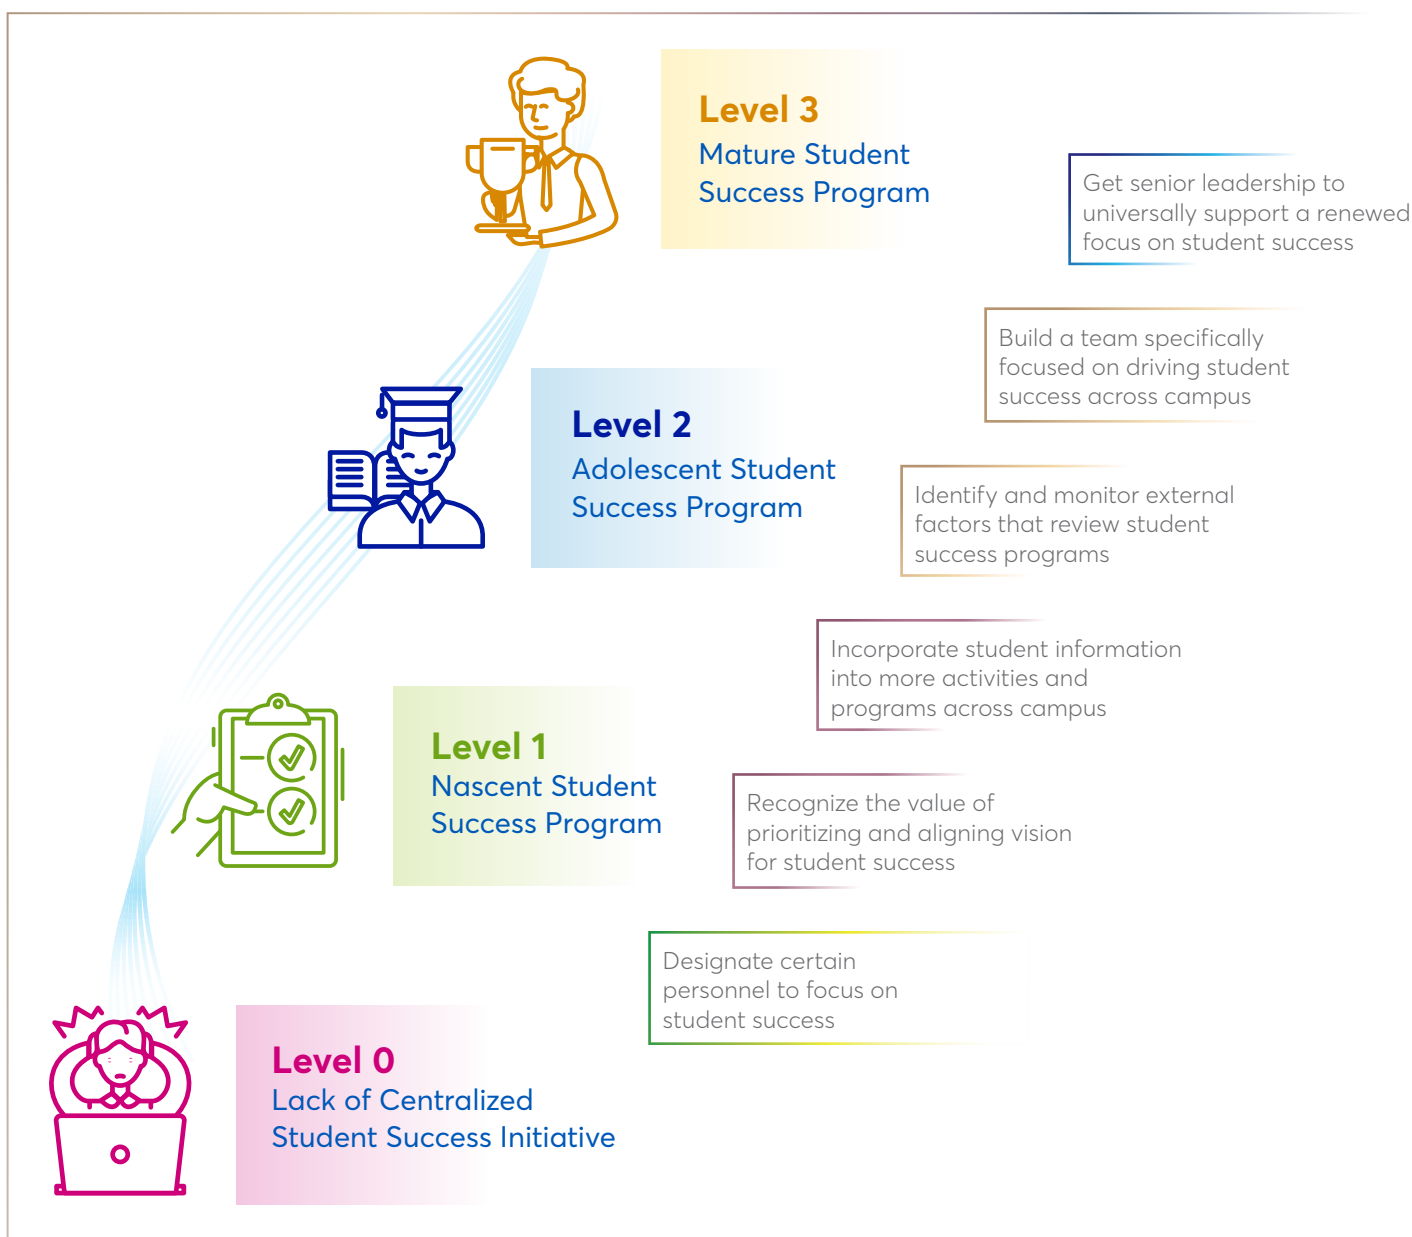 Level 3
Mature Student
Success Program
Get senior leadership to
universally support a renewed
focus on student success
Build a team specifically
focused on driving student
success across campus
Level 2
Adolescent Student
Success Program
Identify and monitor external
factors that review student
success programs
Incorporate student information
into more activities and
programs across campus
Level 1
Nascent Student
Success Program
Recognize the value of
prioritizing and aligning vision
for student success
Designate certain
personnel to focus on
student success
Level 0
Lack of Centralized
Student Success Initiative